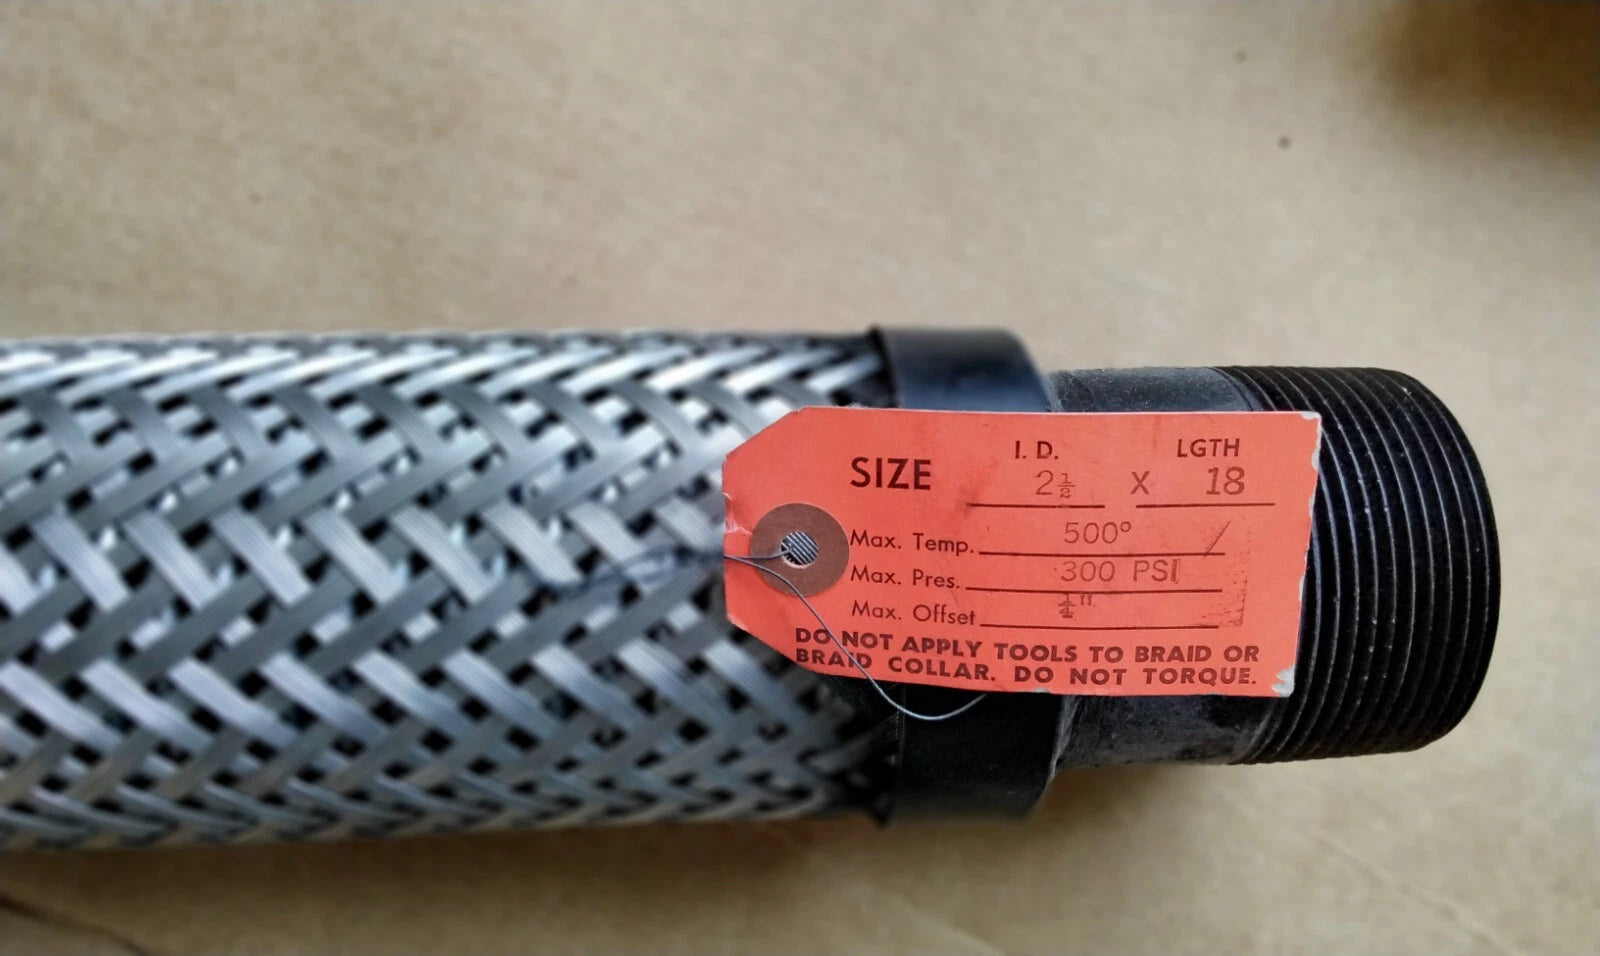 I. D. LGTH
SIZE 2½ X 18
Max. Temp. 500°
Max. Pres. 300 PSI
Max. Offset ¼"
DO NOT APPLY TOOLS TO BRAID OR
BRAID COLLAR. DO NOT TORQUE.